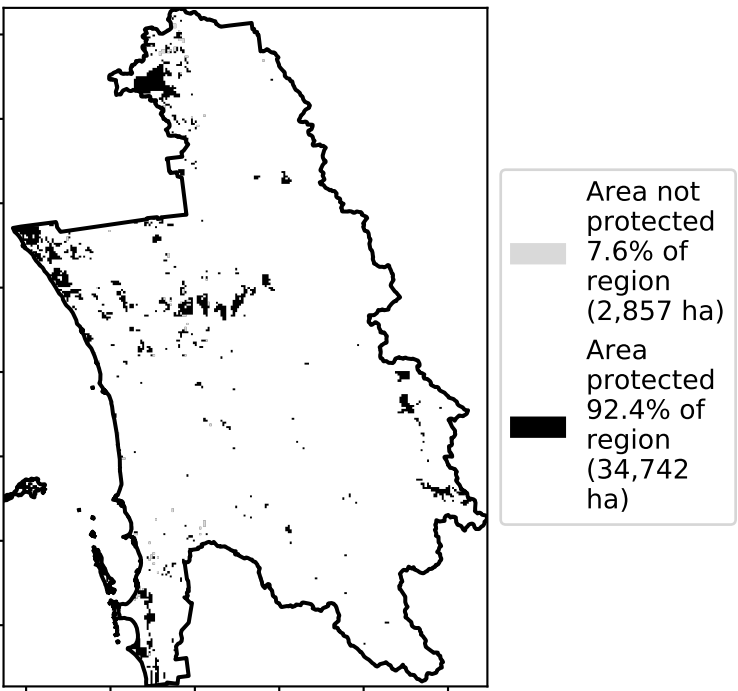 Area not
protected
7.6% of
region
(2,857 ha)
Area
protected
92.4% of
region
(34,742
ha)